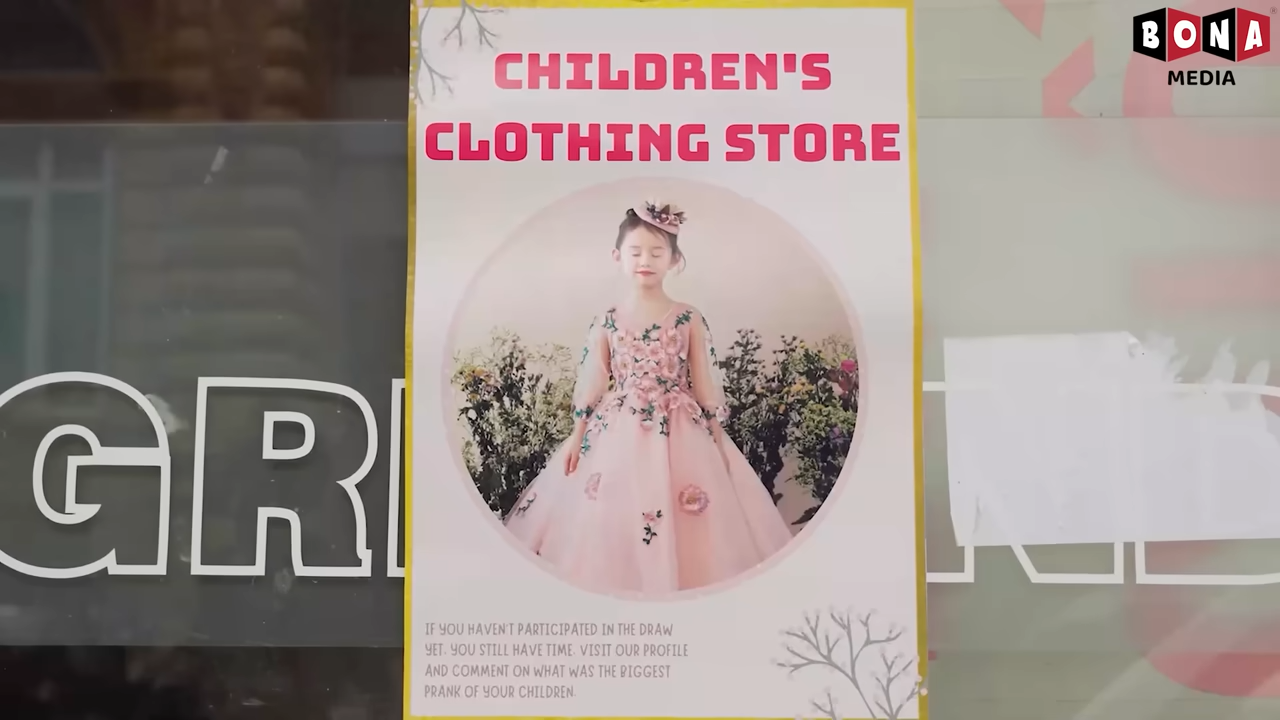 BONA
MEDIA
CHILDREN'S
CLOTHING STORE
GR
IF YOU HAVEN'T PARTICIPATED IN THE DRAW
YET, YOU STILL HAVE TIME. VISIT OUR PROFILE
AND COMMENT ON WHAT WAS THE BIGGEST
PRANK OF YOUR CHILDREN.